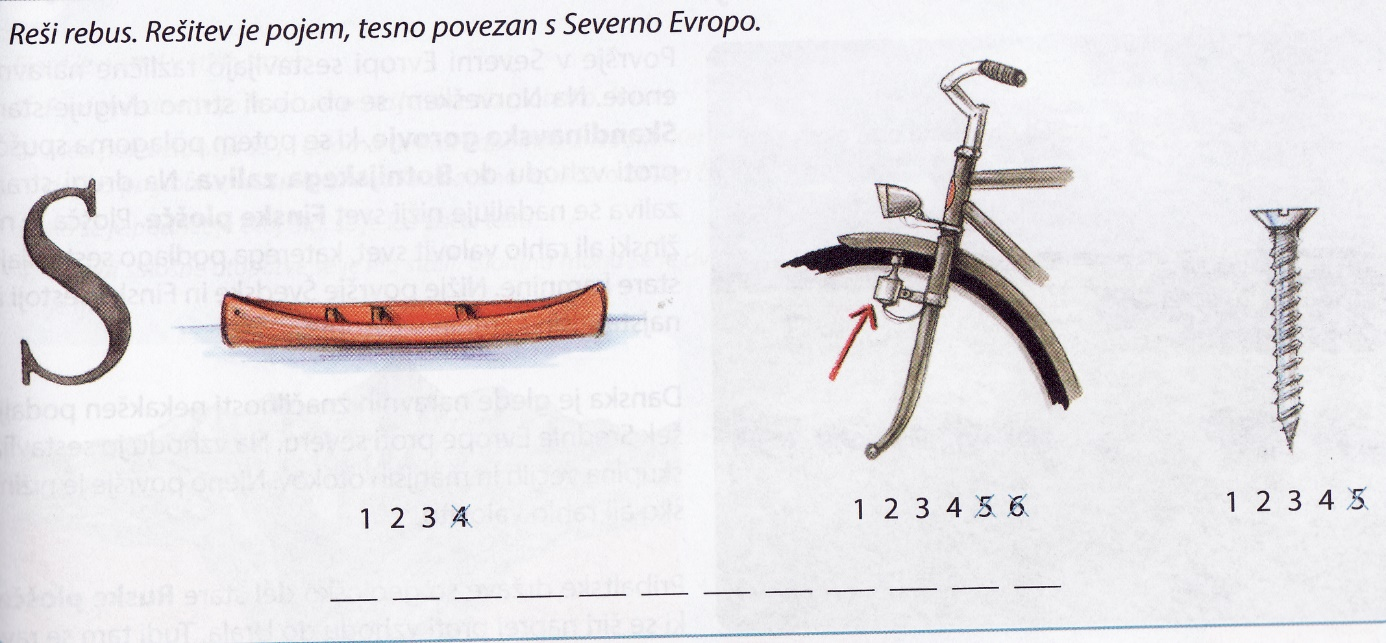 Reši rebus. Rešitev je pojem, tesno povezan s Severno Evropo.
S
1 2 3 4
1 2 3 4 5 6
1 2 3 4 5